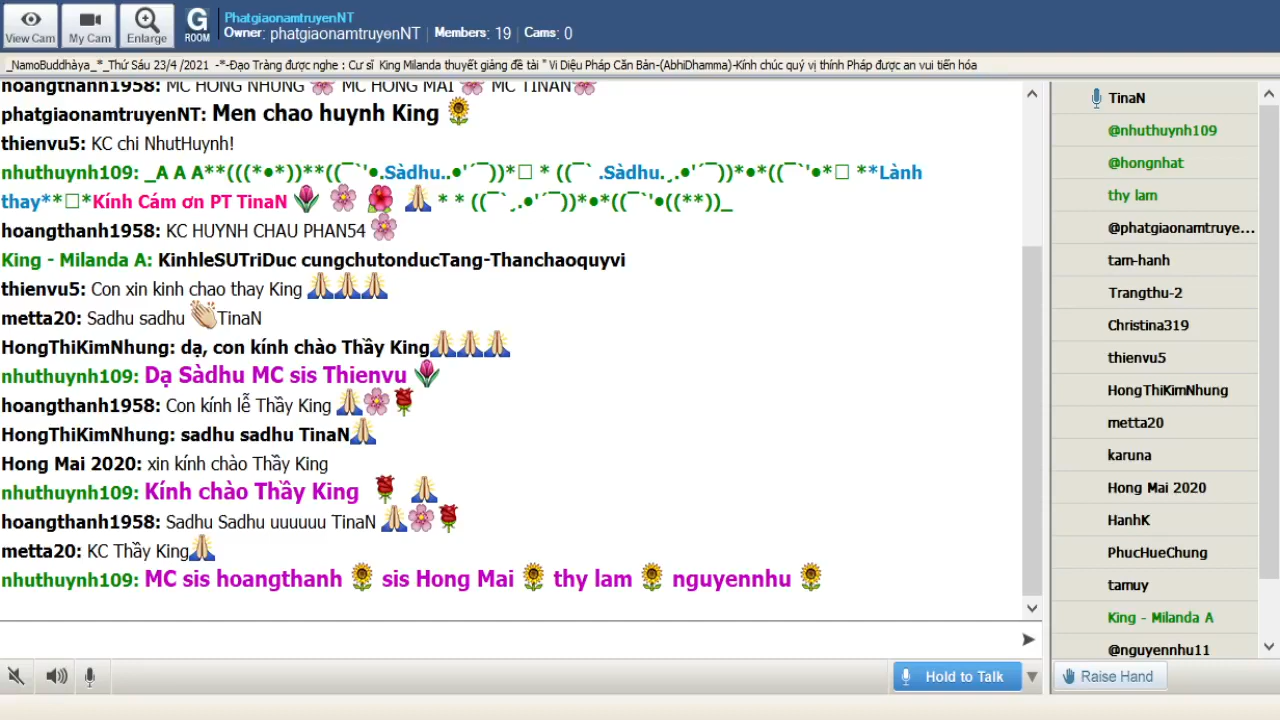 View Cam
My Cam
Enlarge
G
ROOM
PhatgiaonamtruyenNT
Owner: phatgiaonamtruyenNT | Members: 19 | Cams: 0
_NamoBuddhàya_*_Thứ Sáu 23/4 /2021 -*-Đạo Tràng được nghe : Cư sĩ King Milanda thuyết giảng đề tài " Vi Diệu Pháp Căn Bản-(AbhiDhamma)-Kính chúc quý vị thính Pháp được an vui tiến hóa
hoangthanh1958: MC HONG NHUNG 🌸 MC HONG MAI 🌸 MC TINAN🌸
phatgiaonamtruyenNT: Men chao huynh King 🌻
thienvu5: KC chi NhutHuynh!
nhuthuynh109: _A A A**(((*•*))**((¯`'•.Sàdhu..•'´¯))*□ * ((¯` .Sàdhu.¸.•'´¯))*•*((¯`'•*□ **Lành
thay**□*Kính Cám ơn PT TinaN 🌷 🌸 🌺 🙏 * * ((¯`¸.•'´¯))*•*((¯`'•((**))_
hoangthanh1958: KC HUYNH CHAU PHAN54 🌸
King - Milanda A: KinhleSUTriDuc cungchutonducTang-Thanchaoquyvi
thienvu5: Con xin kinh chao thay King 🙏🙏🙏
metta20: Sadhu sadhu 👏TinaN
HongThiKimNhung: dạ, con kính chào Thầy King🙏🙏🙏
nhuthuynh109: Dạ Sàdhu MC sis Thienvu 🌷
hoangthanh1958: Con kính lễ Thầy King 🙏🌸🌹
HongThiKimNhung: sadhu sadhu TinaN🙏
Hong Mai 2020: xin kính chào Thầy King
nhuthuynh109: Kính chào Thầy King 🌹 🙏
hoangthanh1958: Sadhu Sadhu uuuuuu TinaN 🙏🌸🌹
metta20: KC Thầy King🙏
nhuthuynh109: MC sis hoangthanh 🌻 sis Hong Mai 🌻 thy lam 🌻 nguyennhu 🌻
TinaN
@nhuthuynh109
@hongnhat
thy lam
@phatgiaonamtruye...
tam-hanh
Trangthu-2
Christina319
thienvu5
HongThiKimNhung
metta20
karuna
Hong Mai 2020
HanhK
PhucHueChung
tamuy
King - Milanda A
@nguyennhu11
Hold to Talk
Raise Hand